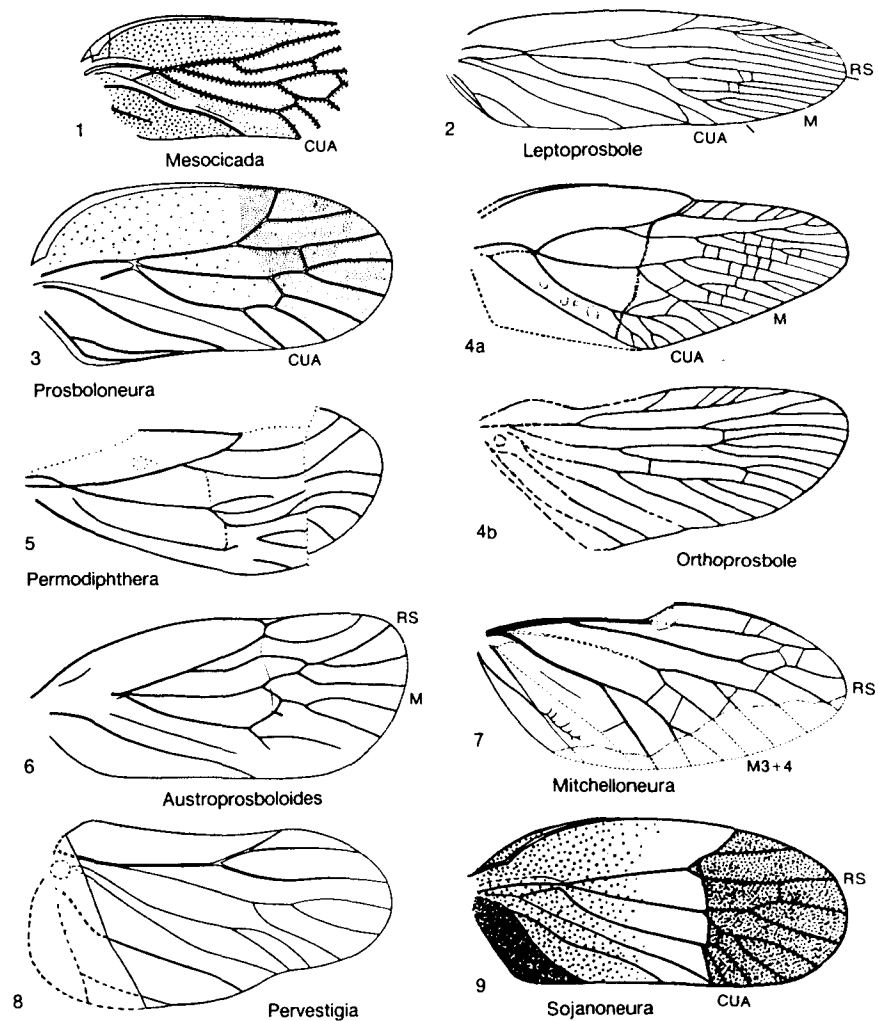 1
CUA
Mesocicada
2
RS
M
CUA
Leptoprosbole
3
CUA
Prosboloneura
4a
M
CUA
5
Permodiphthera
4b
Orthoprosbole
6
RS
M
Austroprosboloides
7
RS
M3+4
Mitchelloneura
8
Pervestigia
9
RS
CUA
Sojanoneura